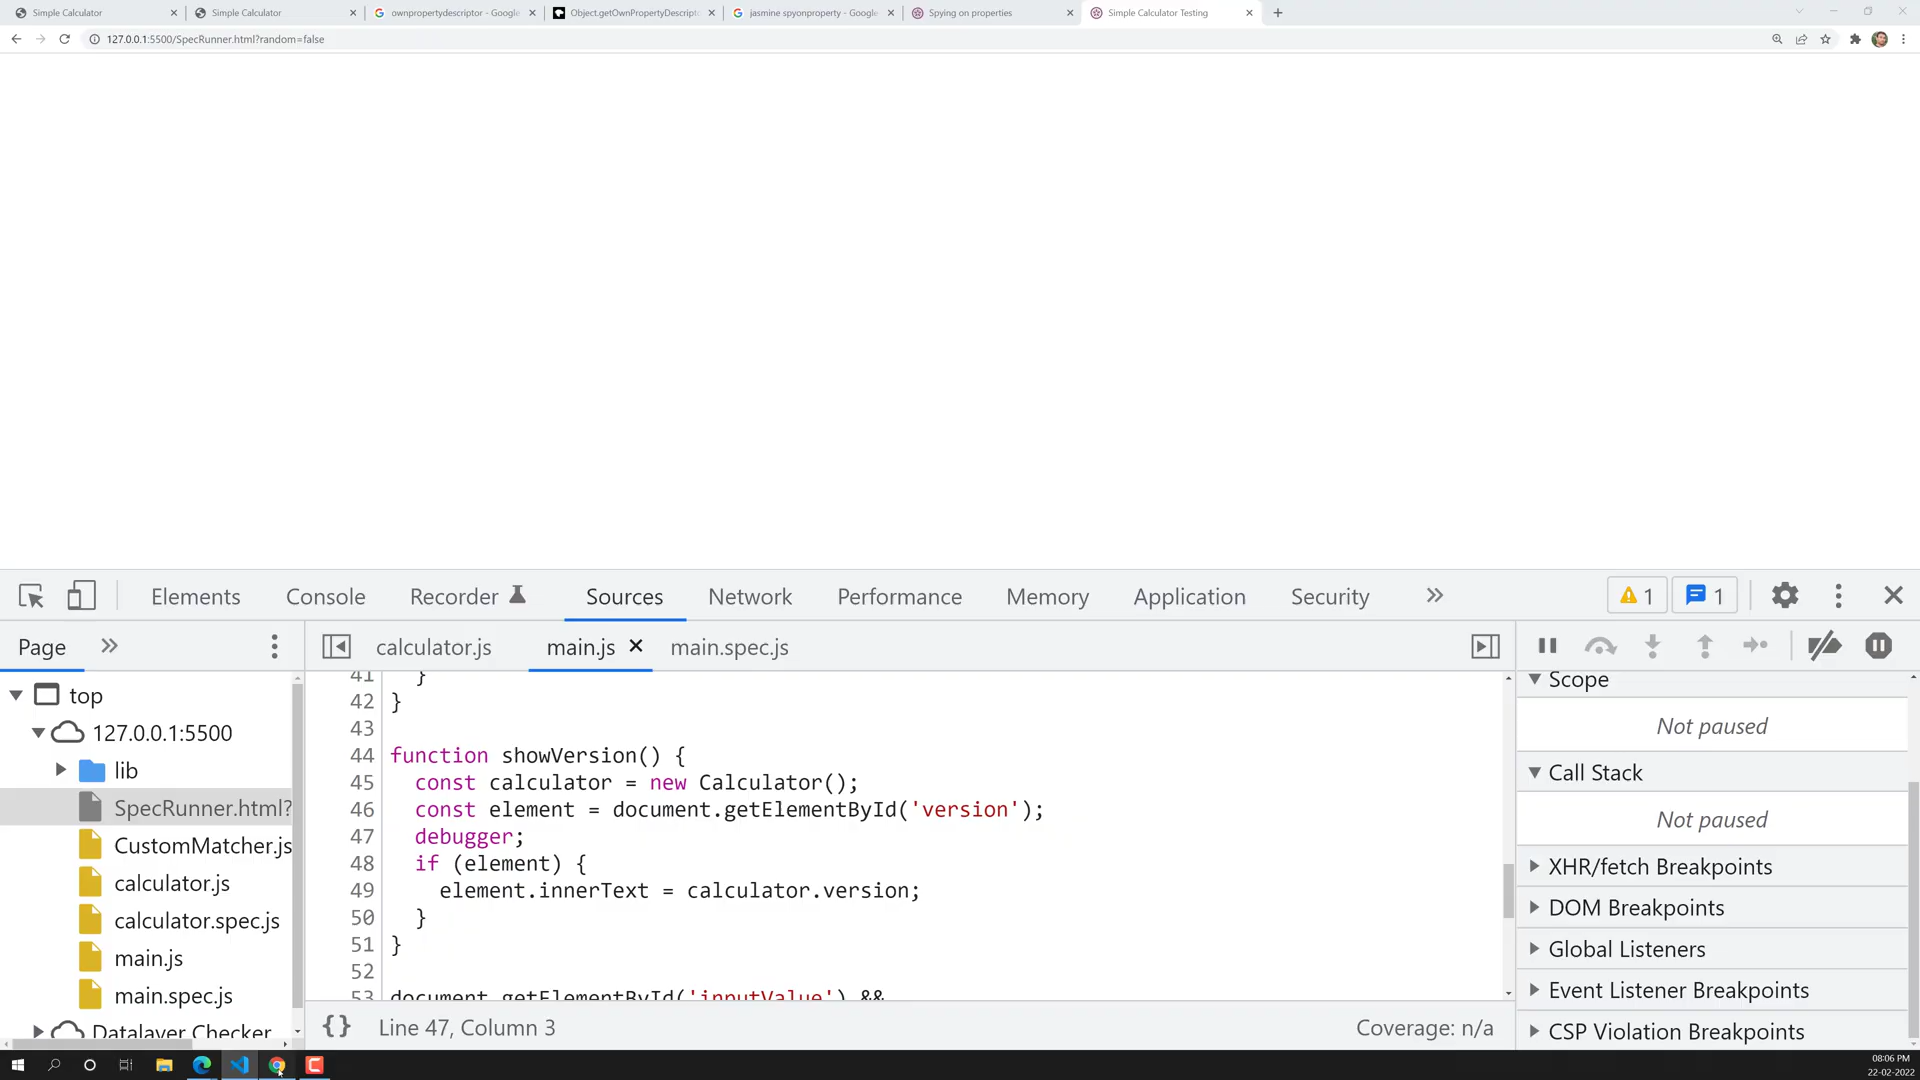 Simple Calculator
Simple Calculator
ownpropertydescriptor - Google
Object.getOwnPropertyDescript
jasmine spyonproperty - Google
Spying on properties
Simple Calculator Testing
127.0.0.1:5500/SpecRunner.html?random=false
Elements
Console
Recorder
Sources
Network
Performance
Memory
Application
Security
1
1
Page
calculator.js
main.js
main.spec.js
top
127.0.0.1:5500
lib
SpecRunner.html?
CustomMatcher.js
calculator.js
calculator.spec.js
main.js
main.spec.js
Datalayer Checker
41 }
42 }
43
44 function showVersion() {
45 const calculator = new Calculator();
46 const element = document.getElementById('version');
47 debugger;
48 if (element) {
49 element.innerText = calculator.version;
50 }
51 }
52
53 document.getElementById('inputValue') &&
{} Line 47, Column 3
Coverage: n/a
Scope
Not paused
Call Stack
Not paused
XHR/fetch Breakpoints
DOM Breakpoints
Global Listeners
Event Listener Breakpoints
CSP Violation Breakpoints
08:06 PM
22-02-2022